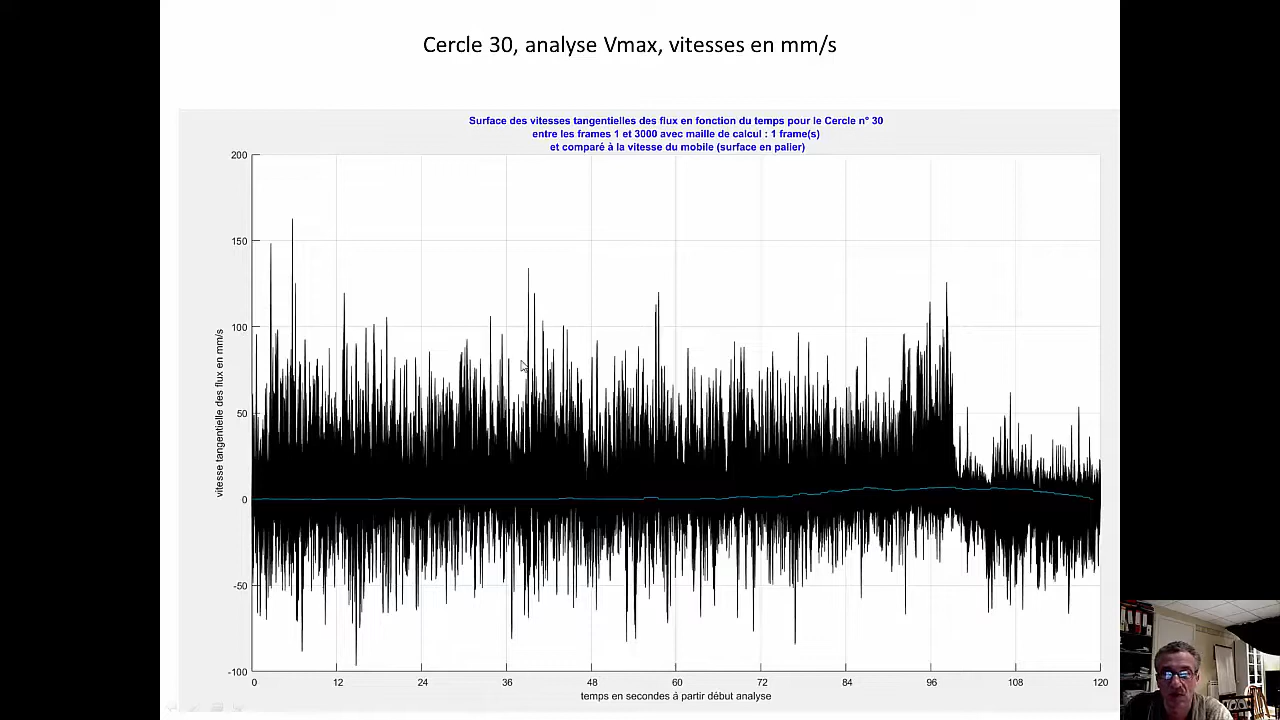 Cercle 30, analyse Vmax, vitesses en mm/s
Surface des vitesses tangentielles des flux en fonction du temps pour le Cercle n° 30
entre les frames 1 et 3000 avec maille de calcul : 1 frame(s)
et comparé à la vitesse du mobile (surface en palier)
200
150
100
50
0
-50
-100
vitesse tangentielle des flux en mm/s
0 12 24 36 48 60 72 84 96 108 120
temps en secondes à partir début analyse